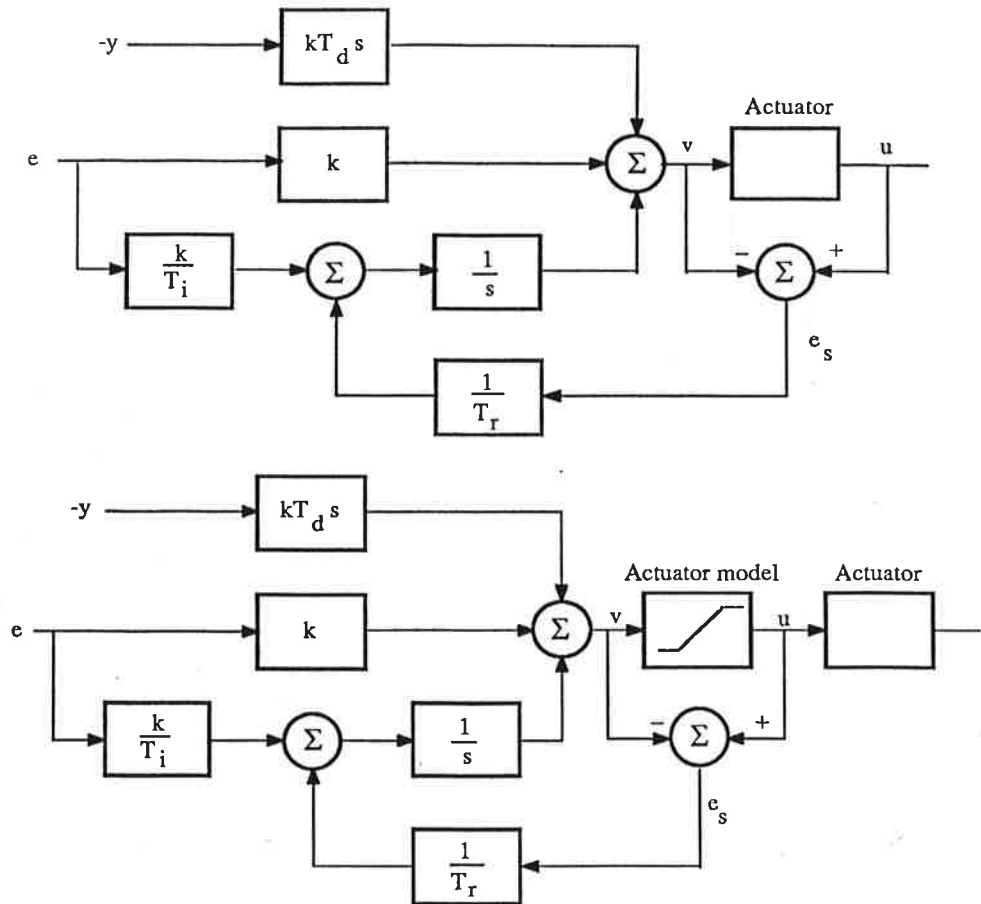 -y
kT_d s
Actuator
e
k
Σ
v
u
k
T_i
Σ
1
s
-
Σ
+
e_s
1
T_r
-y
kT_d s
Actuator model
Actuator
e
k
Σ
v
u
k
T_i
Σ
1
s
-
Σ
+
e_s
1
T_r